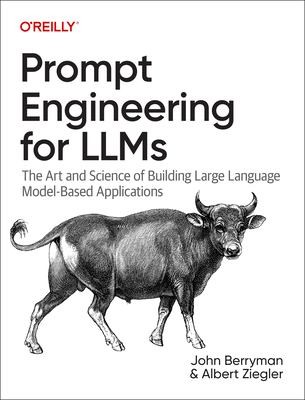 O'REILLY®
Prompt
Engineering
for LLMs
The Art and Science of Building Large Language
Model-Based Applications
John Berryman
& Albert Ziegler